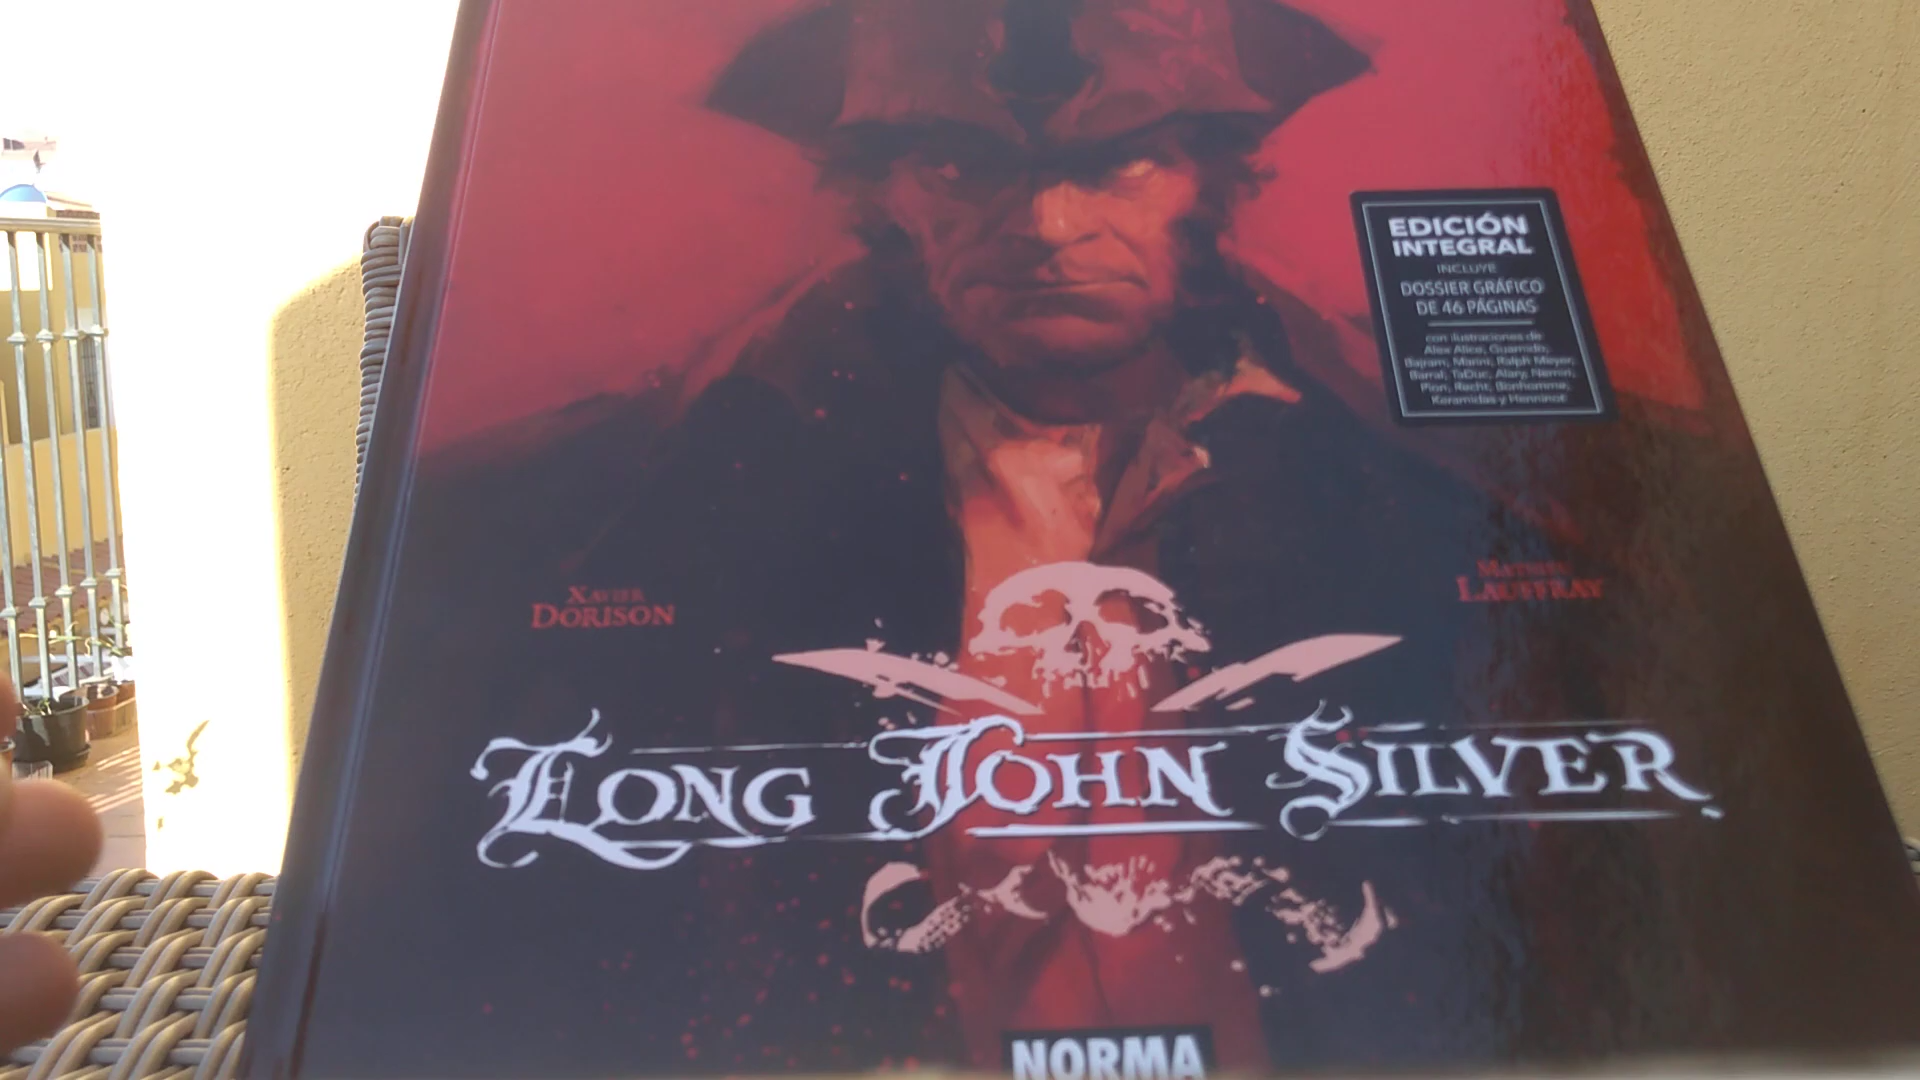 EDICIÓN
INTEGRAL
INCLUYE
DOSSIER GRÁFICO
DE 46 PÁGINAS
con ilustraciones de
Alex Alice, Guarnido,
Bajram, Marini, Ralph Meyer,
Barral, TaDuc, Alary, Nemiri,
Pion, Recht, Bonhomme,
Keramidas y Henninot
XAVIER
DORISON
MATHIEU
LAUFFRAY
LONG JOHN SILVER
NORMA